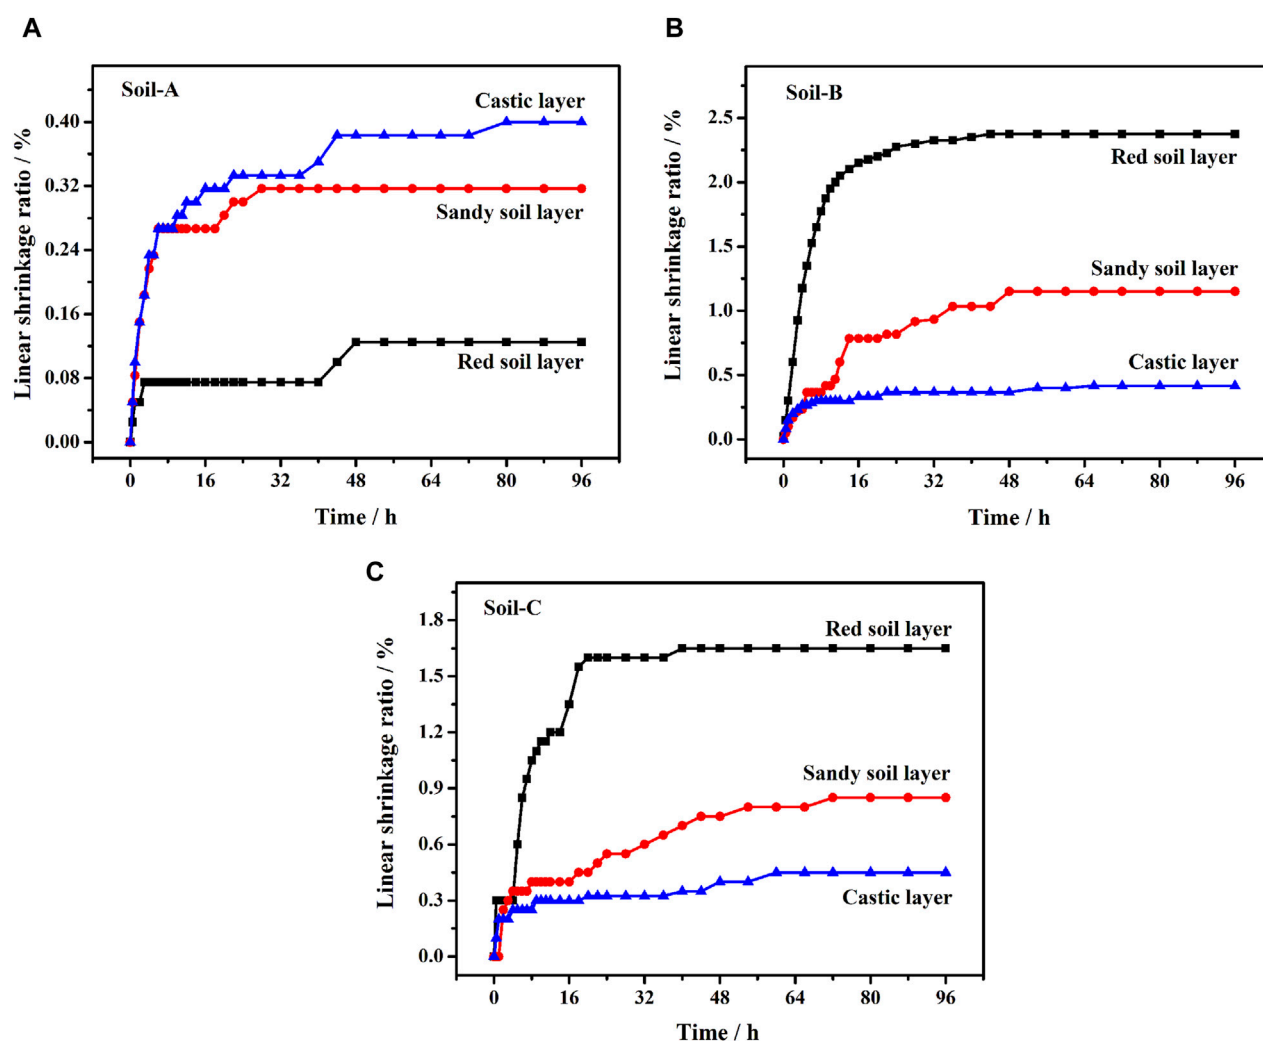 A
Soil-A
Castic layer
Sandy soil layer
Red soil layer
Linear shrinkage ratio / %
0.40
0.32
0.24
0.16
0.08
0.00
0 16 32 48 64 80 96
Time / h
B
Soil-B
Red soil layer
Sandy soil layer
Castic layer
Linear shrinkage ratio / %
2.5
2.0
1.5
1.0
0.5
0.0
0 16 32 48 64 80 96
Time / h
C
Soil-C
Red soil layer
Sandy soil layer
Castic layer
Linear shrinkage ratio / %
1.8
1.5
1.2
0.9
0.6
0.3
0.0
0 16 32 48 64 80 96
Time / h